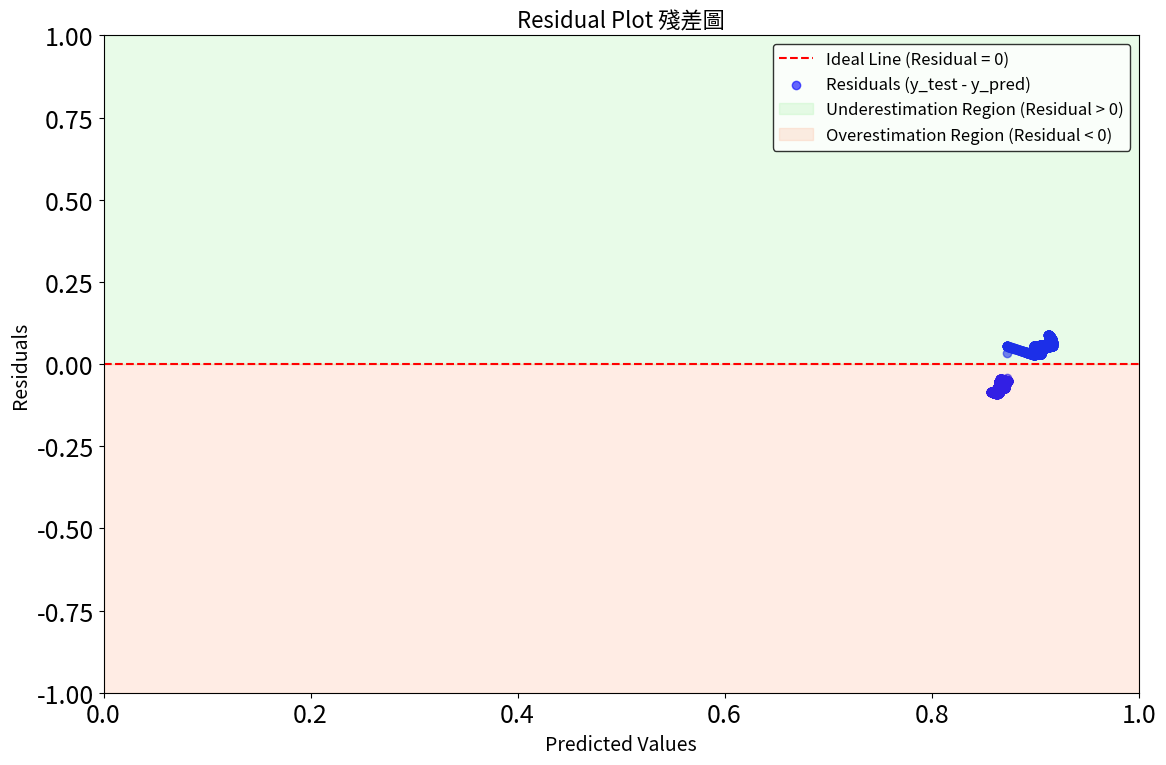 Residual Plot 殘差圖
Ideal Line (Residual = 0)
Residuals (y_test - y_pred)
Underestimation Region (Residual > 0)
Overestimation Region (Residual < 0)
Residuals
1.00
0.75
0.50
0.25
0.00
-0.25
-0.50
-0.75
-1.00
0.0 0.2 0.4 0.6 0.8 1.0
Predicted Values